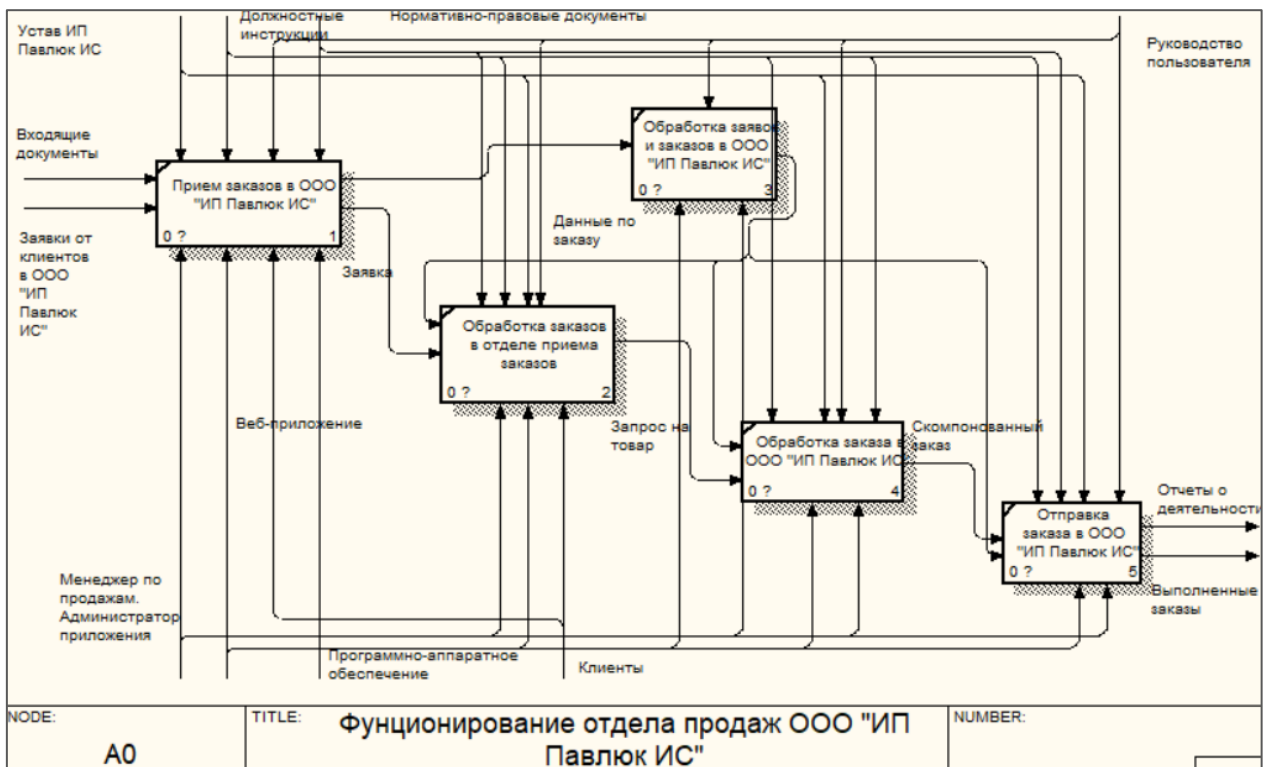 Устав ИП
Павлюк ИС
Должностные
инструкции
Нормативно-правовые документы
Руководство
пользователя
Входящие
документы
Прием заказов в ООО
"ИП Павлюк ИС"
0 ?
1
Обработка заявок
и заказов в ООО
"ИП Павлюк ИС"
0 ?
3
Заявки от
клиентов
в ООО
"ИП
Павлюк
ИС"
Заявка
Данные по
заказу
Обработка заказов
в отделе приема
заказов
0 ?
2
Веб-приложение
Запрос на
товар
Обработка заказа в
ООО "ИП Павлюк ИС"
0 ?
4
Скомпонованный
заказ
Отправка
заказа в ООО
"ИП Павлюк ИС"
0 ?
5
Отчеты о
деятельности
Выполненные
заказы
Менеджер по
продажам.
Администратор
приложения
Программно-аппаратное
обеспечение
Клиенты
NODE:
A0
TITLE:
Фунционирование отдела продаж ООО "ИП
Павлюк ИС"
NUMBER: